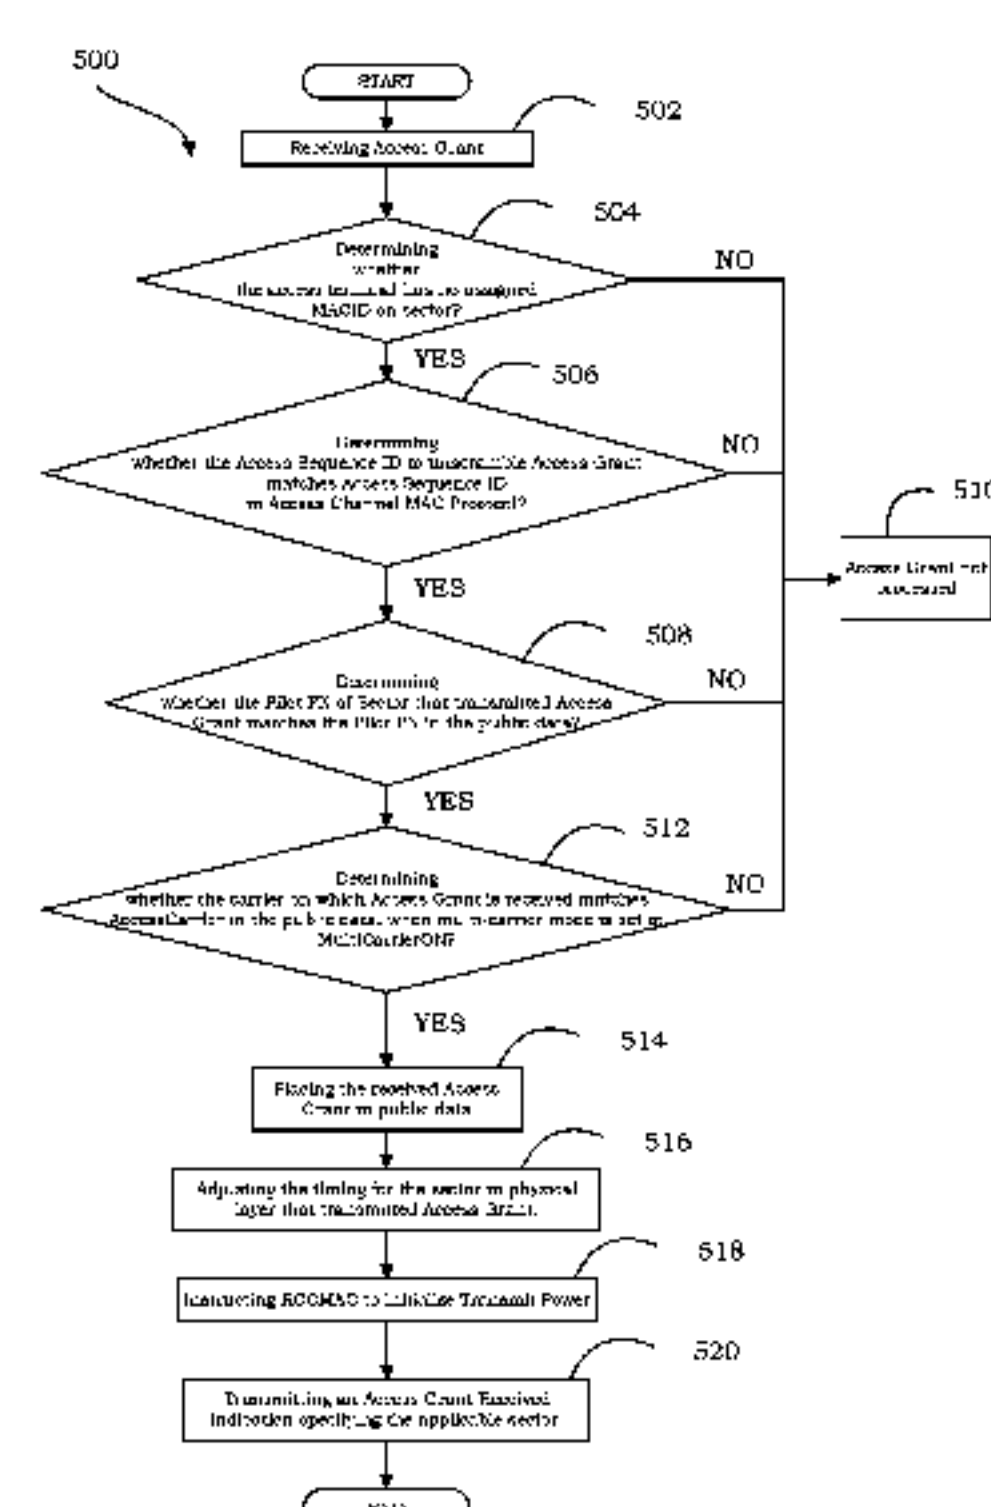 500
START
502
Receiving Access Grant
504
Determining
whether
the access terminal has no assigned
MACID on sector?
NO
YES
506
Determining
whether the Access Sequence ID to unscramble Access Grant
matches Access Sequence ID
in Access Channel MAC Protocol?
NO
510
Access Grant not
processed
YES
508
Determining
whether the Pilot PN of Sector that transmitted Access
Grant matches the Pilot PN in the public data?
NO
YES
512
Determining
whether the carrier on which Access Grant is received matches
in the public data, when multi-carrier mode is set to
MultiCarrierON?
NO
YES
514
Placing the received Access
Grant in public data
516
Adjusting the timing for the sector in physical
layer that transmitted Access Grant.
518
Instructing RCCMAC to Initialise Transmit Power
520
Transmitting an Access Grant Received
indication specifying the applicable sector
END